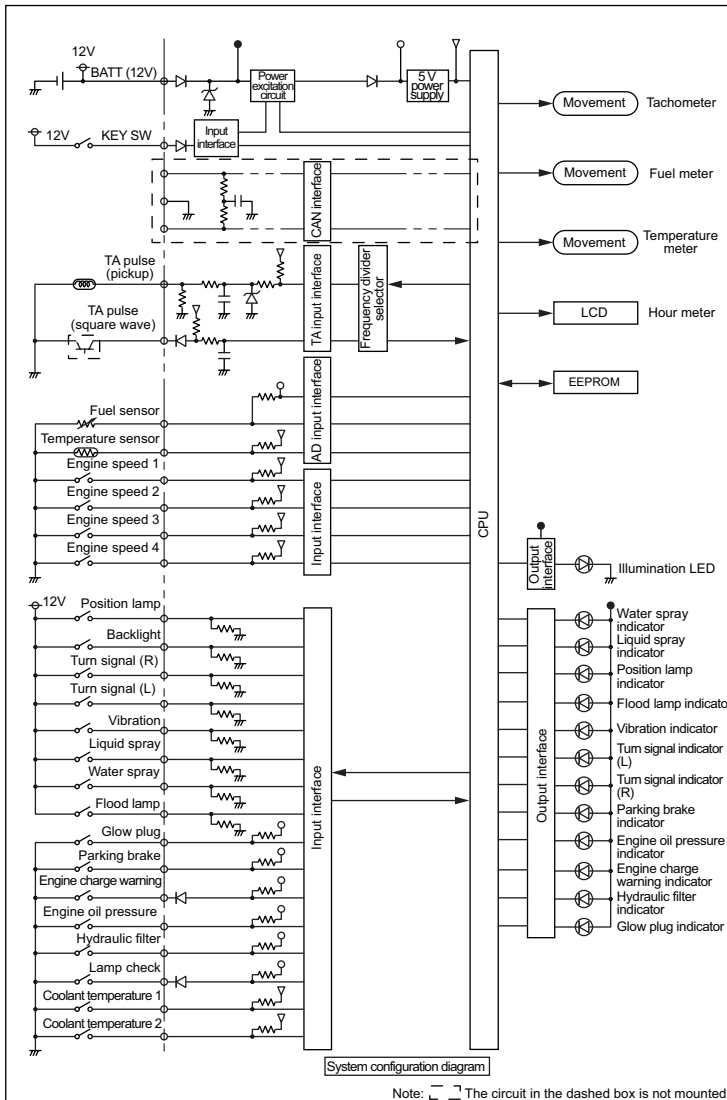 12V
BATT (12V)
Power
excitation
circuit
5 V
power
supply
12V
KEY SW
Input
interface
CAN interface
TA pulse
(pickup)
TA pulse
(square wave)
TA input interface
Frequency divider
selector
Fuel sensor
Temperature sensor
AD input interface
Engine speed 1
Engine speed 2
Engine speed 3
Engine speed 4
Input interface
12V
Position lamp
Backlight
Turn signal (R)
Turn signal (L)
Vibration
Liquid spray
Water spray
Flood lamp
Glow plug
Parking brake
Engine charge warning
Engine oil pressure
Hydraulic filter
Lamp check
Coolant temperature 1
Coolant temperature 2
Input interface
CPU
Movement
Tachometer
Movement
Fuel meter
Movement
Temperature
meter
LCD
Hour meter
EEPROM
Output
interface
Illumination LED
Output interface
Water spray
indicator
Liquid spray
indicator
Position lamp
indicator
Flood lamp indicator
Vibration indicator
Turn signal indicator
(L)
Turn signal indicator
(R)
Parking brake
indicator
Engine oil pressure
indicator
Engine charge
warning indicator
Hydraulic filter
indicator
Glow plug indicator
System configuration diagram
Note: The circuit in the dashed box is not mounted